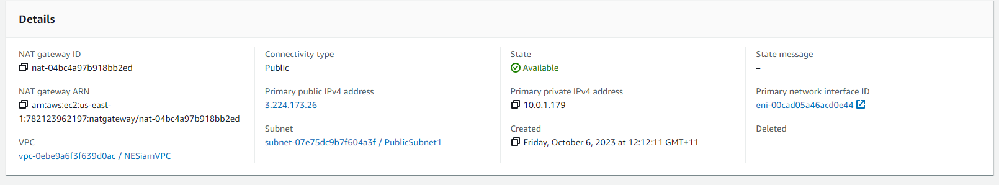 Details
NAT gateway ID
nat-04bc4a97b918bb2ed
NAT gateway ARN
arn:aws:ec2:us-east-
1:782123962197:natgateway/nat-04bc4a97b918bb2ed
VPC
vpc-0ebe9a6f3f639d0ac / NESiamVPC
Connectivity type
Public
Primary public IPv4 address
3.224.173.26
Subnet
subnet-07e75dc9b7f604a3f / PublicSubnet1
State
Available
Primary private IPv4 address
10.0.1.179
Created
Friday, October 6, 2023 at 12:12:11 GMT+11
State message
–
Primary network interface ID
eni-00cad05a46acd0e44
Deleted
–